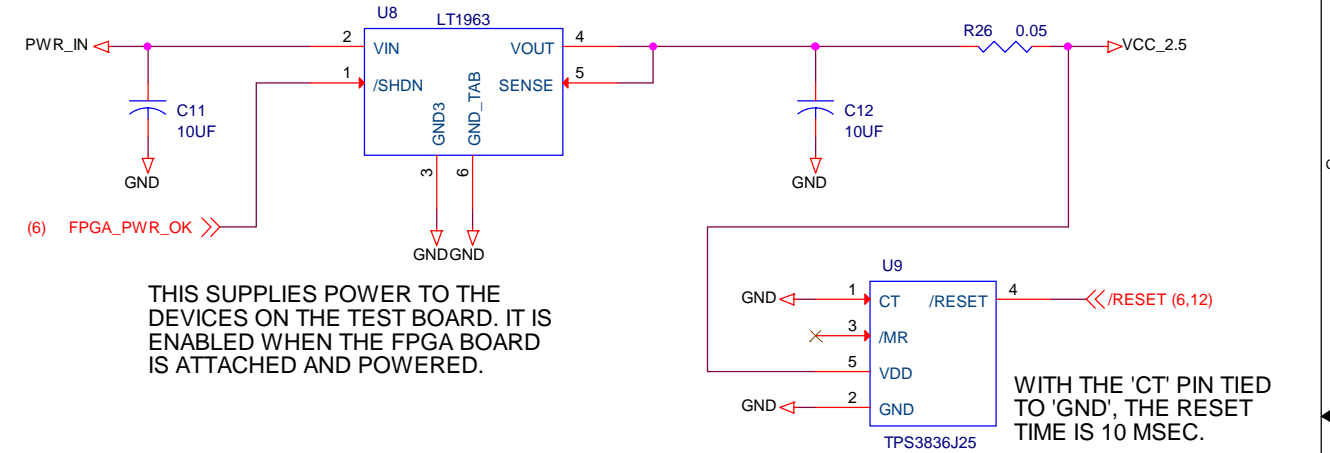 U8
LT1963
PWR_IN
2
VIN
VOUT
4
R26 0.05
VCC_2.5
1
/SHDN
SENSE
5
GND3
GND_TAB
C11
10UF
C12
10UF
GND
3
6
GND
(6) FPGA_PWR_OK
GND
GND
THIS SUPPLIES POWER TO THE
DEVICES ON THE TEST BOARD. IT IS
ENABLED WHEN THE FPGA BOARD
IS ATTACHED AND POWERED.
U9
GND
1
CT
/RESET
4
/RESET (6,12)
3
/MR
5
VDD
GND
2
GND
TPS3836J25
WITH THE 'CT' PIN TIED
TO 'GND', THE RESET
TIME IS 10 MSEC.